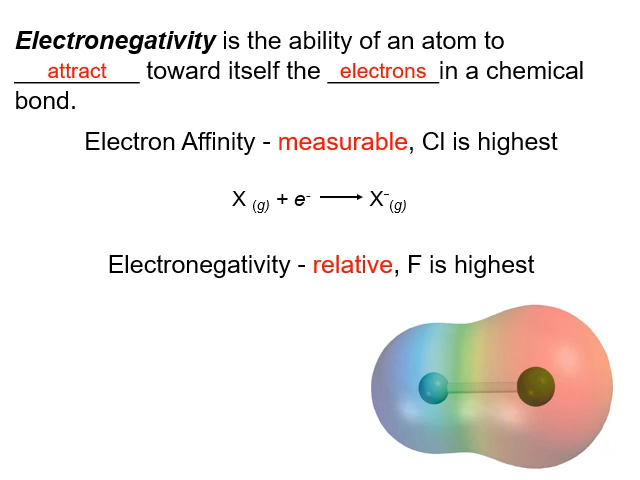 Electronegativity is the ability of an atom to
attract toward itself the electrons in a chemical
bond.
Electron Affinity - measurable, Cl is highest
X (g) + e⁻ ⟶ X⁻(g)
Electronegativity - relative, F is highest